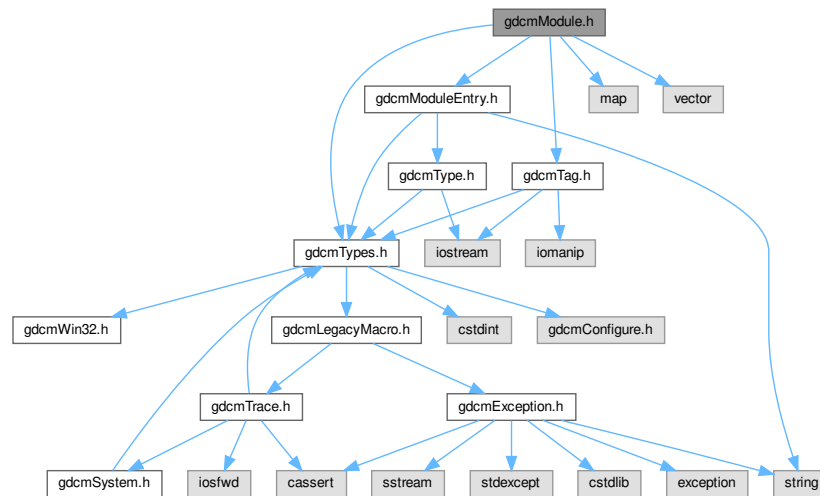 gdcmModule.h
gdcmModuleEntry.h
map
vector
gdcmType.h
gdcmTag.h
gdcmTypes.h
iostream
iomanip
gdcmWin32.h
gdcmLegacyMacro.h
cstdint
gdcmConfigure.h
gdcmTrace.h
gdcmException.h
gdcmSystem.h
iosfwd
cassert
sstream
stdexcept
cstdlib
exception
string